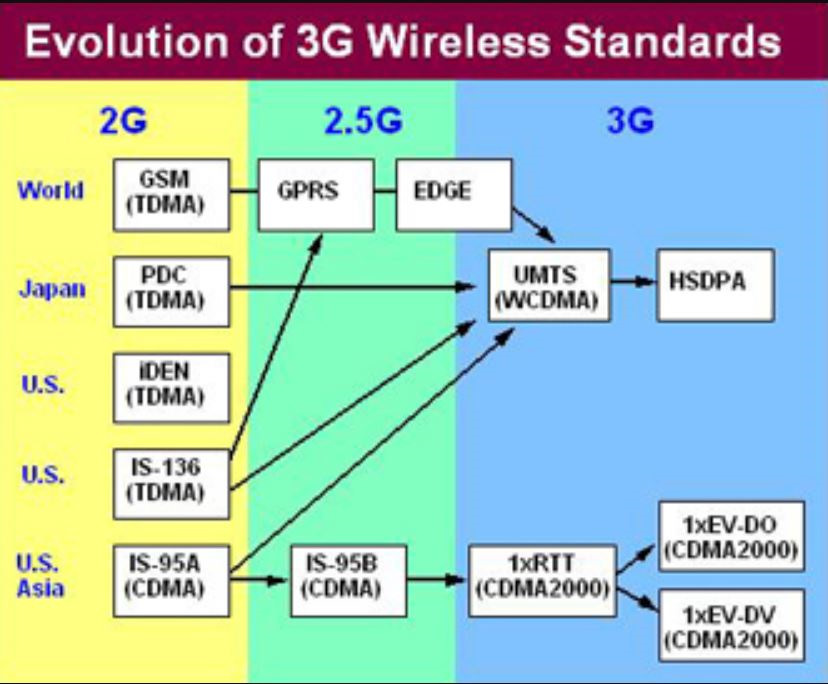 Evolution of 3G Wireless Standards
2G
2.5G
3G
World
GSM
(TDMA)
GPRS
EDGE
Japan
PDC
(TDMA)
UMTS
(WCDMA)
HSDPA
U.S.
iDEN
(TDMA)
U.S.
IS-136
(TDMA)
U.S.
Asia
IS-95A
(CDMA)
IS-95B
(CDMA)
1xRTT
(CDMA2000)
1xEV-DO
(CDMA2000)
1xEV-DV
(CDMA2000)